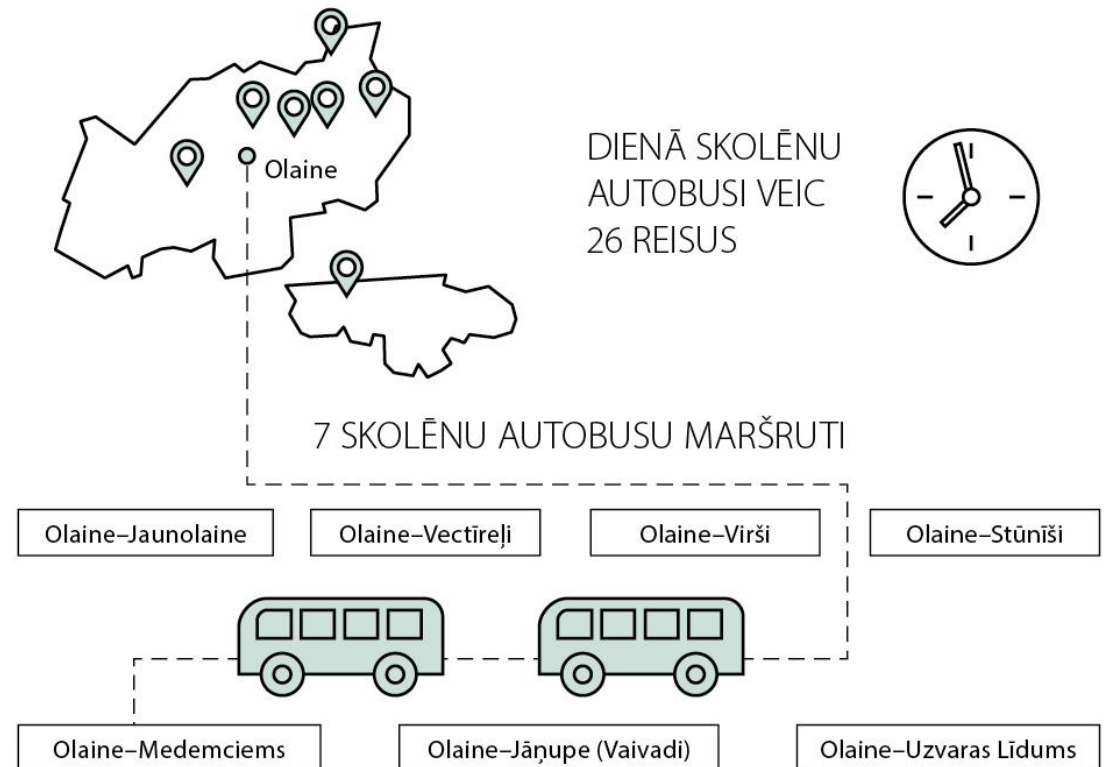 Olaine
DIENĀ SKOLĒNU
AUTOBUSI VEIC
26 REISUS
7 SKOLĒNU AUTOBUSU MARŠRUTI
Olaine–Jaunolaine
Olaine–Vectīreļi
Olaine–Virši
Olaine–Stūnīši
Olaine–Medemciems
Olaine–Jāņupe (Vaivadi)
Olaine–Uzvaras Līdums